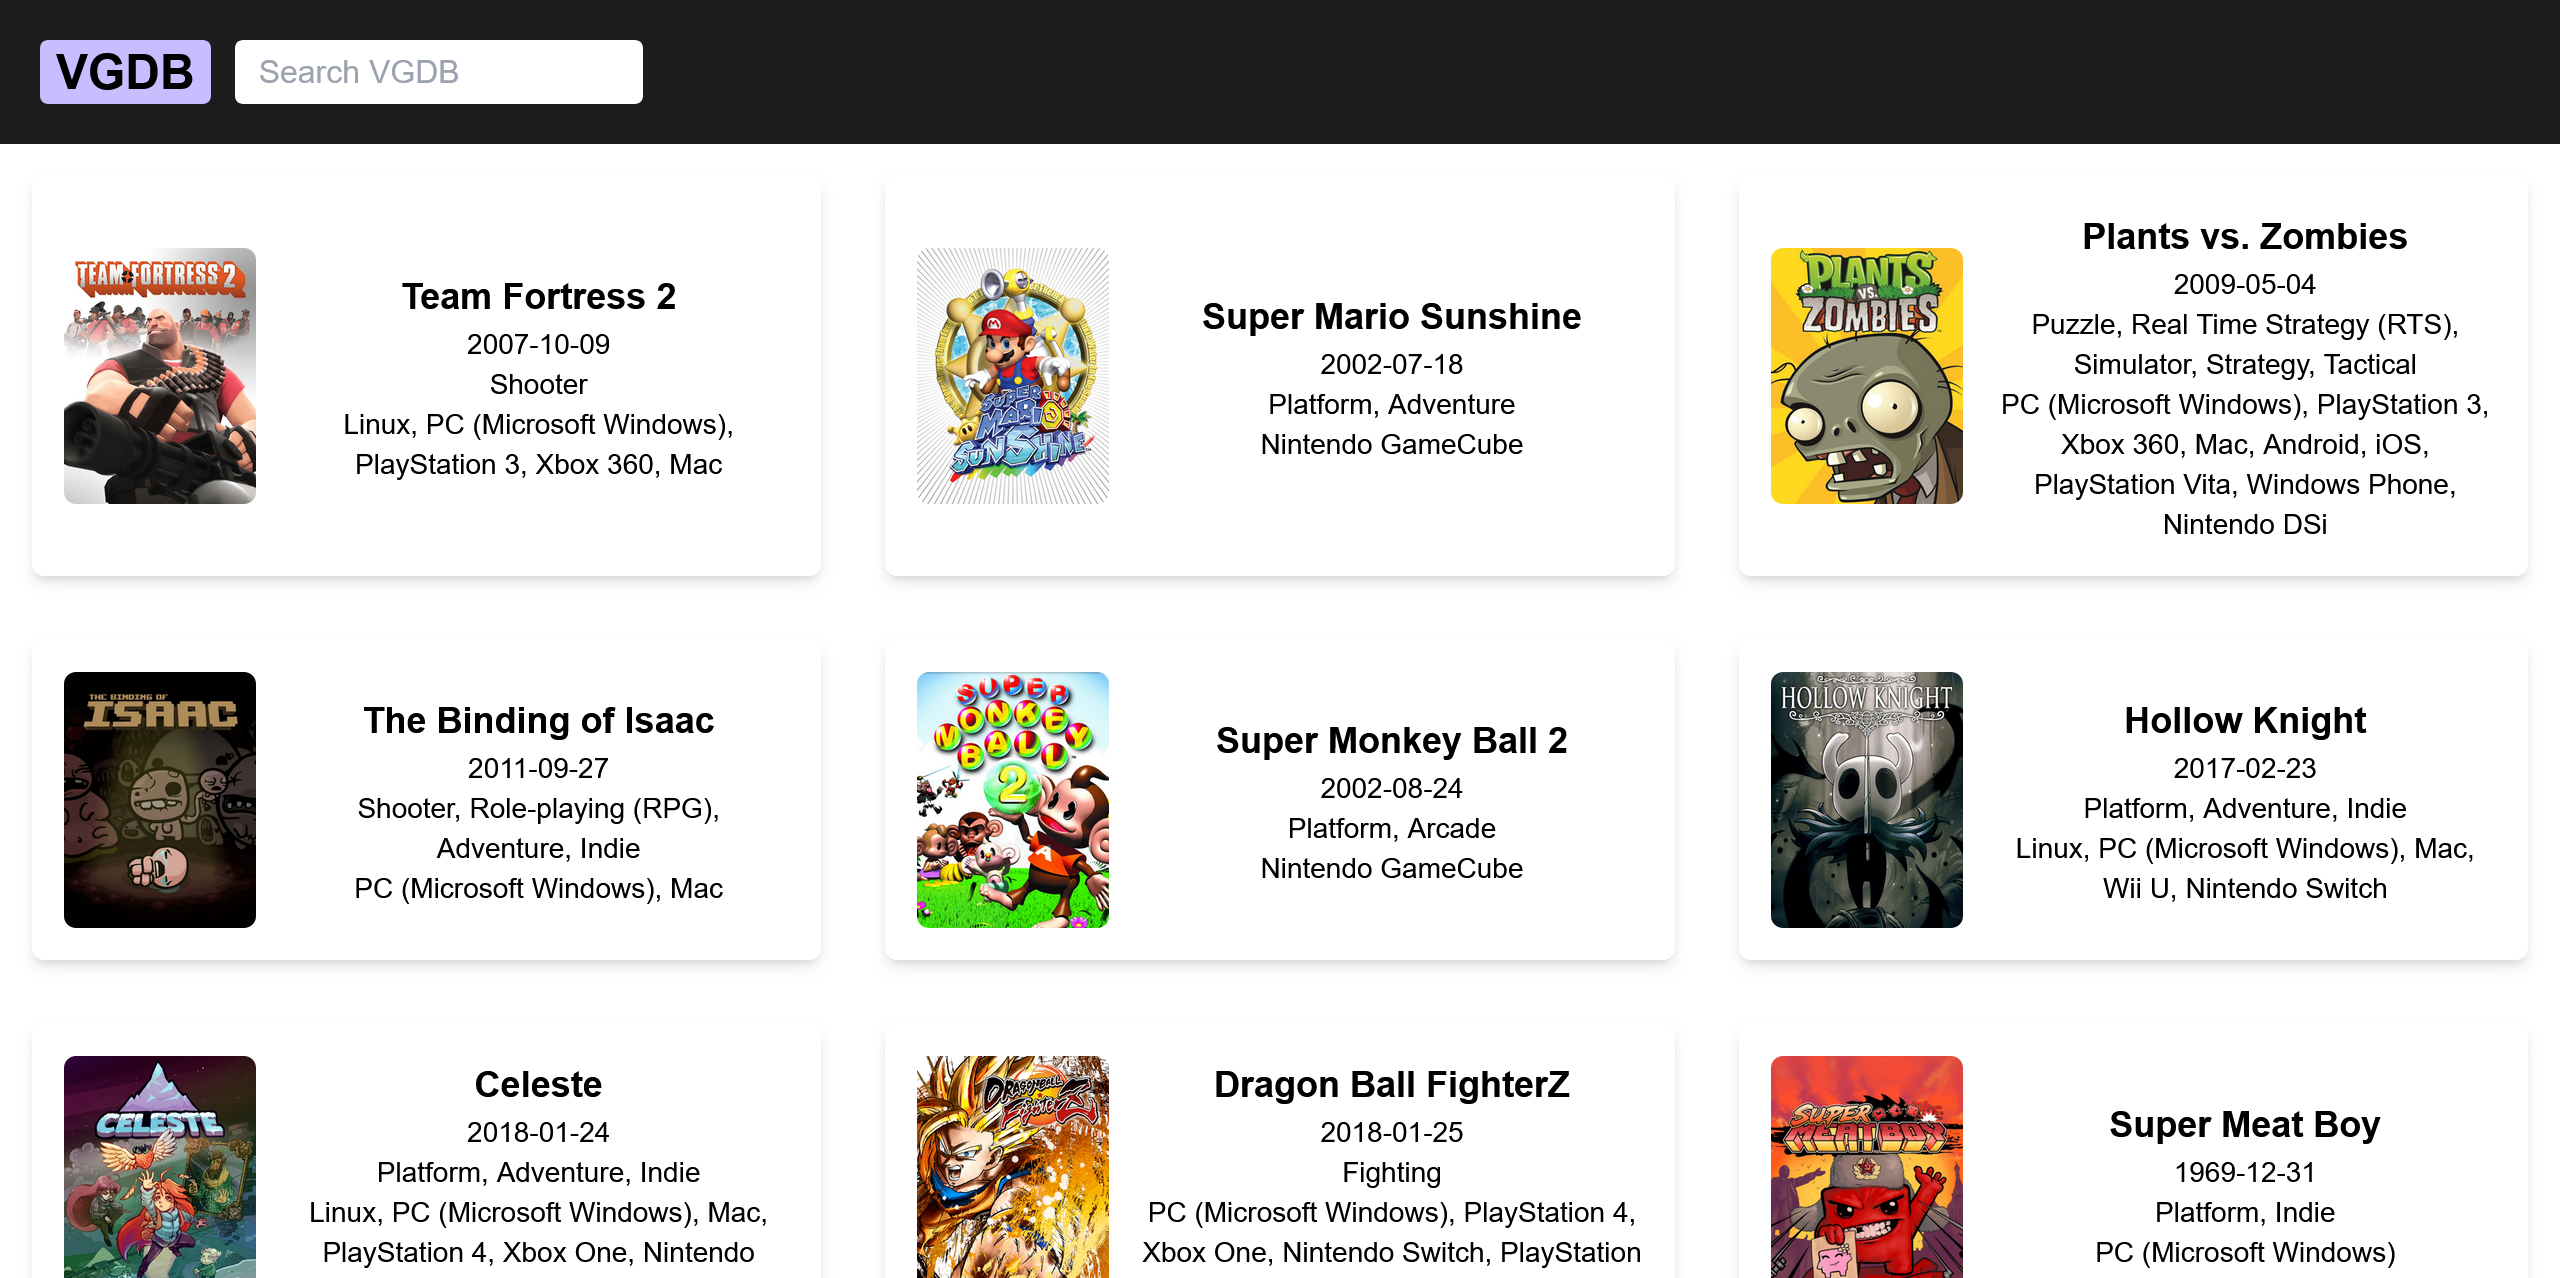 VGDB
Search VGDB
TEAM FORTRESS 2
Team Fortress 2
2007-10-09
Shooter
Linux, PC (Microsoft Windows),
PlayStation 3, Xbox 360, Mac
SUPER
MARIO
SUNSHINE
Super Mario Sunshine
2002-07-18
Platform, Adventure
Nintendo GameCube
PLANTS
VS.
ZOMBIES
Plants vs. Zombies
2009-05-04
Puzzle, Real Time Strategy (RTS),
Simulator, Strategy, Tactical
PC (Microsoft Windows), PlayStation 3,
Xbox 360, Mac, Android, iOS,
PlayStation Vita, Windows Phone,
Nintendo DSi
THE BINDING OF
ISAAC
The Binding of Isaac
2011-09-27
Shooter, Role-playing (RPG),
Adventure, Indie
PC (Microsoft Windows), Mac
SUPER
MONKEY
BALL
2
A
Super Monkey Ball 2
2002-08-24
Platform, Arcade
Nintendo GameCube
HOLLOW KNIGHT
Hollow Knight
2017-02-23
Platform, Adventure, Indie
Linux, PC (Microsoft Windows), Mac,
Wii U, Nintendo Switch
CELESTE
Celeste
2018-01-24
Platform, Adventure, Indie
Linux, PC (Microsoft Windows), Mac,
PlayStation 4, Xbox One, Nintendo
DRAGONBALL
FighterZ
Dragon Ball FighterZ
2018-01-25
Fighting
PC (Microsoft Windows), PlayStation 4,
Xbox One, Nintendo Switch, PlayStation
SUPER
MEAT BOY
Super Meat Boy
1969-12-31
Platform, Indie
PC (Microsoft Windows)